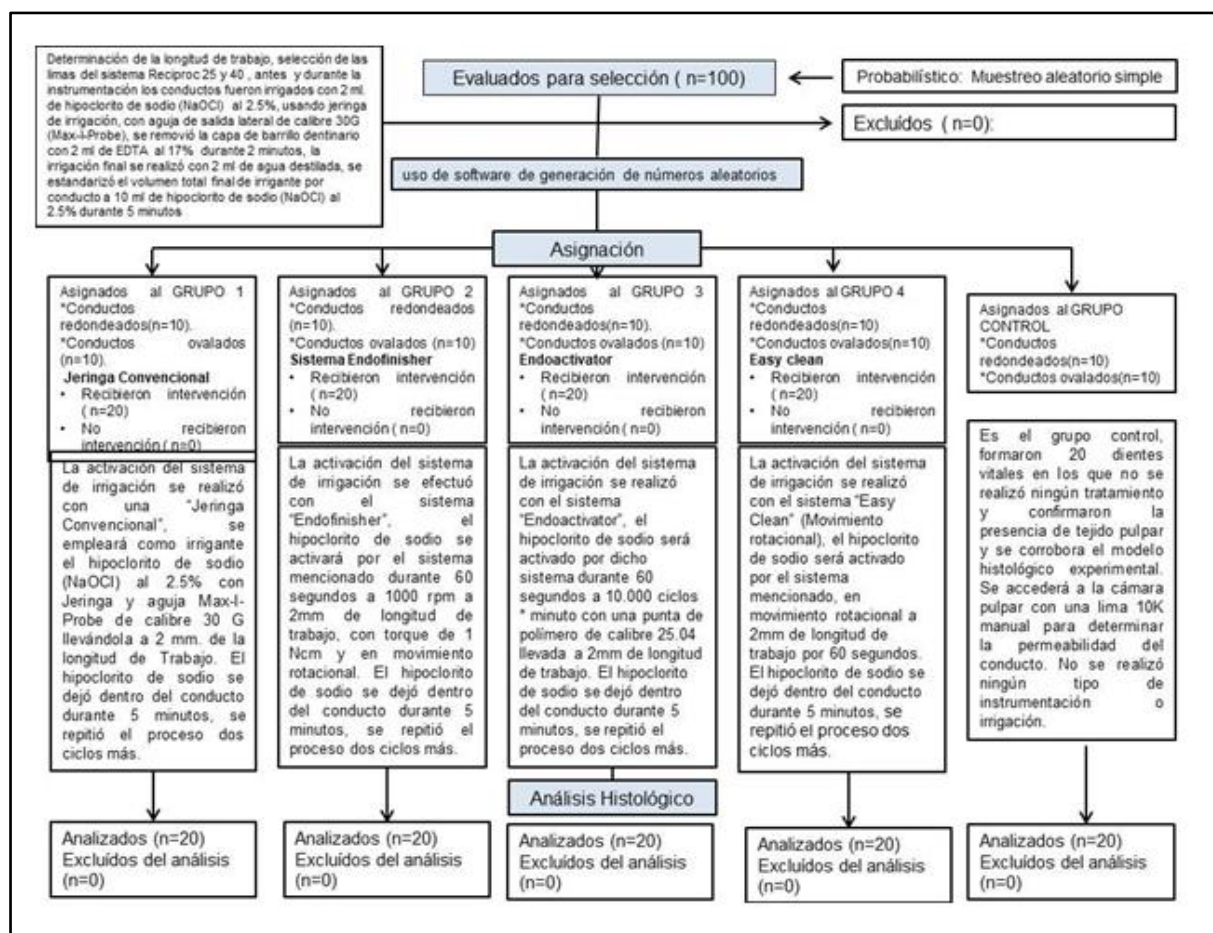 Determinación de la longitud de trabajo, selección de las
limas del sistema Reciproc 25 y 40 , antes y durante la
instrumentación los conductos fueron irrigados con 2 ml.
de hipoclorito de sodio (NaOCl) al 2.5%, usando jeringa
de irrigación, con aguja de salida lateral de calibre 30G
(Max-I-Probe), se removió la capa de barrillo dentinario
con 2 ml de EDTA al 17% durante 2 minutos, la
irrigación final se realizó con 2 ml de agua destilada, se
estandarizó el volumen total final de irrigante por
conducto a 10 ml de hipoclorito de sodio (NaOCl) al
2.5% durante 5 minutos
Evaluados para selección ( n=100)
Probabilístico: Muestreo aleatorio simple
Excluídos ( n=0):
uso de software de generación de números aleatorios
Asignación
Asignados al GRUPO 1
*Conductos
redondeados(n=10).
*Conductos ovalados
(n=10).
Jeringa Convencional
• Recibieron intervención
( n=20)
• No recibieron
intervención ( n=0)
La activación del sistema
de irrigación se realizó
con una "Jeringa
Convencional", se
empleará como irrigante
el hipoclorito de sodio
(NaOCl) al 2.5% con
Jeringa y aguja Max-I-
Probe de calibre 30 G
llevándola a 2 mm. de la
longitud de Trabajo. El
hipoclorito de sodio se
dejó dentro del conducto
durante 5 minutos, se
repitió el proceso dos
ciclos más.
Analizados (n=20)
Excluídos del análisis
(n=0)
Asignados al GRUPO 2
*Conductos redondeados
(n=10).
*Conductos ovalados (n=10)
Sistema Endofinisher
• Recibieron intervención
( n=20)
• No recibieron
intervención ( n=0)
La activación del sistema
de irrigación se efectuó
con el sistema
"Endofinisher", el
hipoclorito de sodio se
activará por el sistema
mencionado durante 60
segundos a 1000 rpm a
2mm de longitud de
trabajo, con torque de 1
Ncm y en movimiento
rotacional. El hipoclorito
de sodio se dejó dentro
del conducto durante 5
minutos, se repitió el
proceso dos ciclos más.
Analizados (n=20)
Excluídos del análisis
(n=0)
Asignados al GRUPO 3
*Conductos
redondeados(n=10).
*Conductos ovalados (n=10)
Endoactivator
• Recibieron intervención
( n=20)
• No recibieron
intervención ( n=0)
La activación del sistema
de irrigación se realizó
con el sistema
"Endoactivator", el
hipoclorito de sodio será
activado por dicho
sistema durante 60
segundos a 10.000 ciclos
* minuto con una punta de
polímero de calibre 25.04
llevada a 2mm de longitud
de trabajo. El hipoclorito
de sodio se dejó dentro
del conducto durante 5
minutos, se repitió el
proceso dos ciclos más.
Análisis Histológico
Analizados (n=20)
Excluídos del análisis
(n=0)
Asignados al GRUPO 4
*Conductos
redondeados(n=10)
*Conductos ovalados(n=10)
Easy clean
• Recibieron intervención
( n=20)
• No recibieron
intervención ( n=0)
La activación del sistema
de irrigación se realizó
con el sistema "Easy
Clean" (Movimiento
rotacional), el hipoclorito
de sodio será activado
por el sistema
mencionado, en
movimiento rotacional a
2mm de longitud de
trabajo por 60 segundos.
El hipoclorito de sodio se
dejó dentro del conducto
durante 5 minutos, se
repitió el proceso dos
ciclos más.
Analizados (n=20)
Excluídos del análisis
(n=0)
Asignados al GRUPO
CONTROL
*Conductos
redondeados(n=10)
*Conductos ovalados(n=10)
Es el grupo control,
formaron 20 dientes
vitales en los que no se
realizó ningún tratamiento
y confirmaron la
presencia de tejido pulpar
y se corrobora el modelo
histológico experimental.
Se accederá a la cámara
pulpar con una lima 10K
manual para determinar
la permeabilidad del
conducto. No se realizó
ningún tipo de
instrumentación o
irrigación.
Analizados (n=20)
Excluídos del análisis
(n=0)